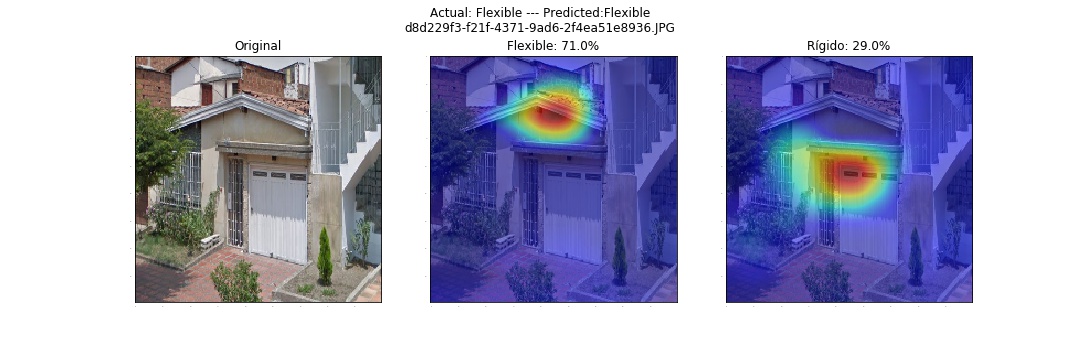 Actual: Flexible --- Predicted:Flexible
d8d229f3-f21f-4371-9ad6-2f4ea51e8936.JPG
Original
Flexible: 71.0%
Rígido: 29.0%